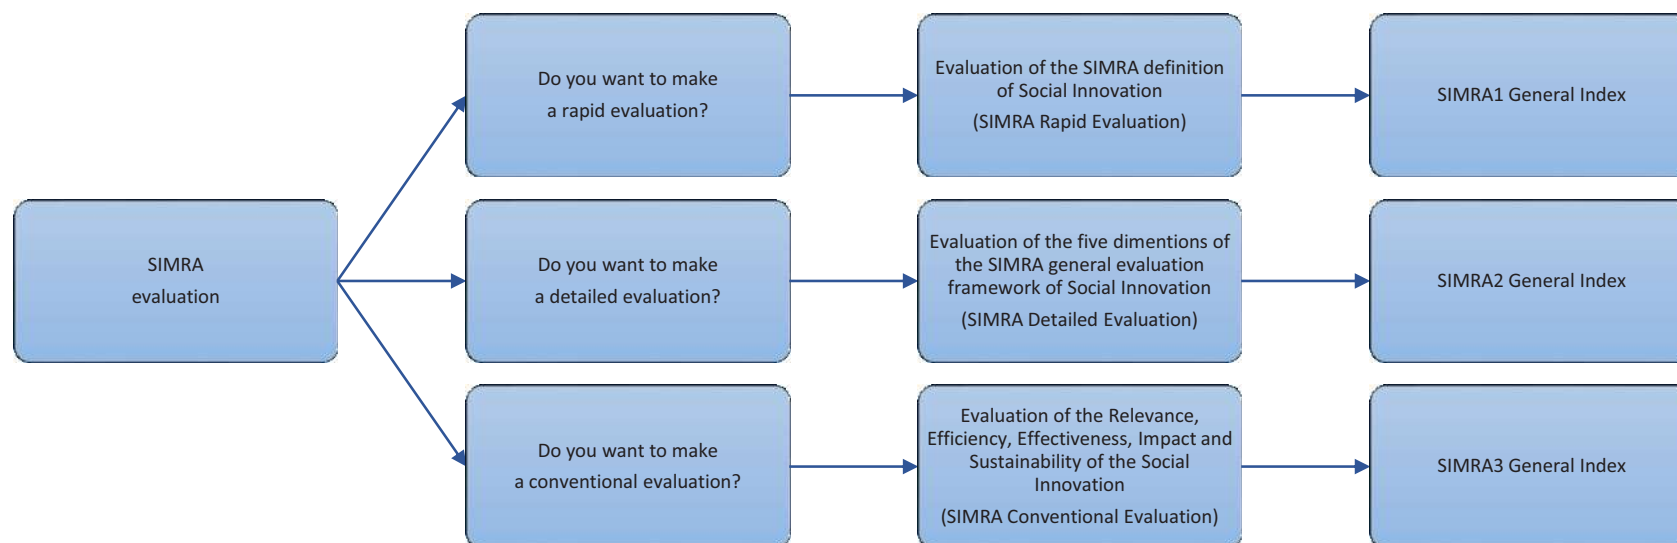 SIMRA
evaluation
Do you want to make
a rapid evaluation?
Evaluation of the SIMRA definition
of Social Innovation
(SIMRA Rapid Evaluation)
SIMRA1 General Index
Do you want to make
a detailed evaluation?
Evaluation of the five dimentions of
the SIMRA general evaluation
framework of Social Innovation
(SIMRA Detailed Evaluation)
SIMRA2 General Index
Do you want to make
a conventional evaluation?
Evaluation of the Relevance,
Efficiency, Effectiveness, Impact and
Sustainability of the Social
Innovation
(SIMRA Conventional Evaluation)
SIMRA3 General Index